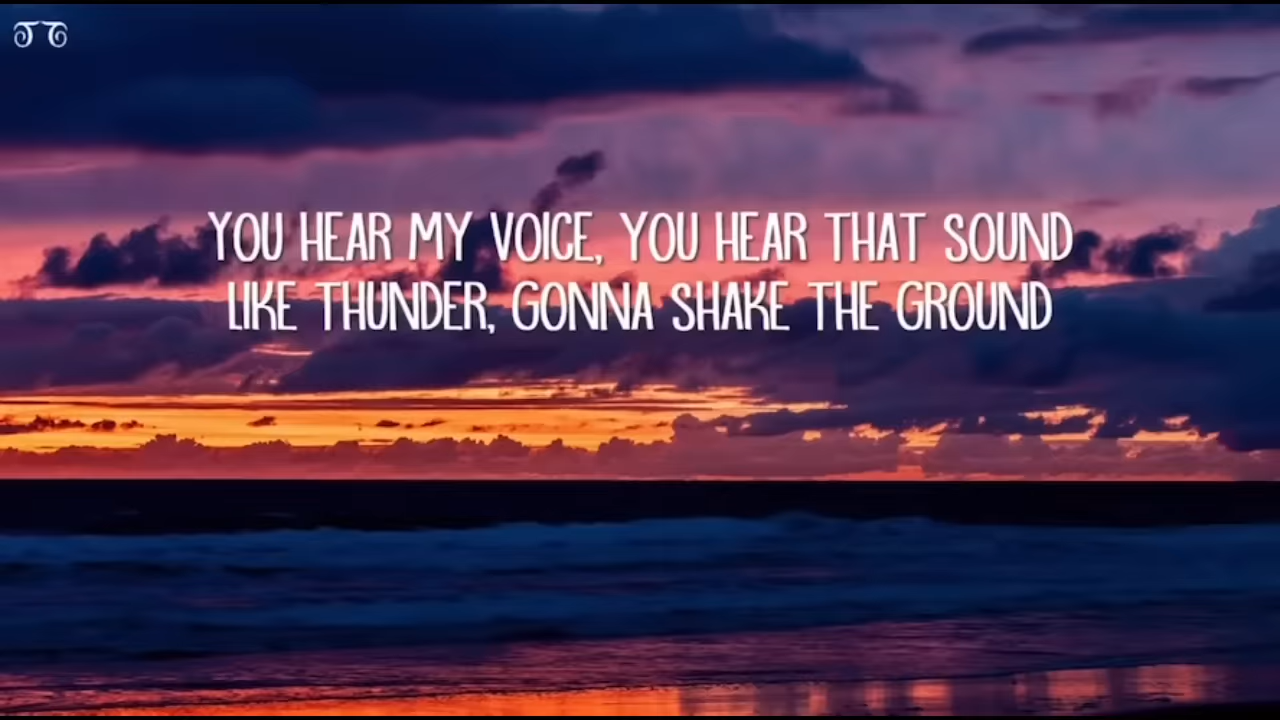 YOU HEAR MY VOICE, YOU HEAR THAT SOUND
LIKE THUNDER, GONNA SHAKE THE GROUND